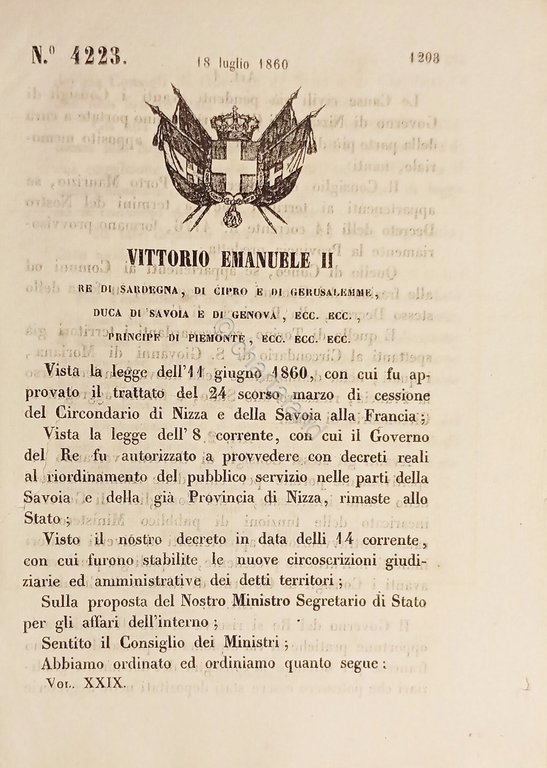 N.º 4223.
18 luglio 1860
1203
VITTORIO EMANUELE II
RE DI SARDEGNA, DI CIPRO E DI GERUSALEMME,
DUCA DI SAVOIA E DI GENOVA, ECC. ECC.,
PRINCIPE DI PIEMONTE, ECC. ECC. ECC.
Vista la legge dell'11 giugno 1860, con cui fu ap-
provato il trattato del 24 scorso marzo di cessione
del Circondario di Nizza e della Savoia alla Francia;
Vista la legge dell'8 corrente, con cui il Governo
del Re fu autorizzato a provvedere con decreti reali
al riordinamento del pubblico servizio nelle parti della
Savoia e della già Provincia di Nizza, rimaste allo
Stato;
Visto il nostro decreto in data delli 14 corrente,
con cui furono stabilite le nuove circoscrizioni giudi-
ziarie ed amministrative dei detti territori;
Sulla proposta del Nostro Ministro Segretario di Stato
per gli affari dell'interno;
Sentito il Consiglio dei Ministri;
Abbiamo ordinato ed ordiniamo quanto segue:
VOL. XXIX.